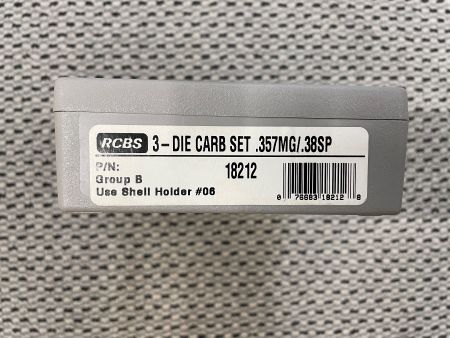 RCBS 3-DIE CARB SET .357MG/.38SP
P/N: 18212
Group B
Use Shell Holder #06
0 76683 18212 8